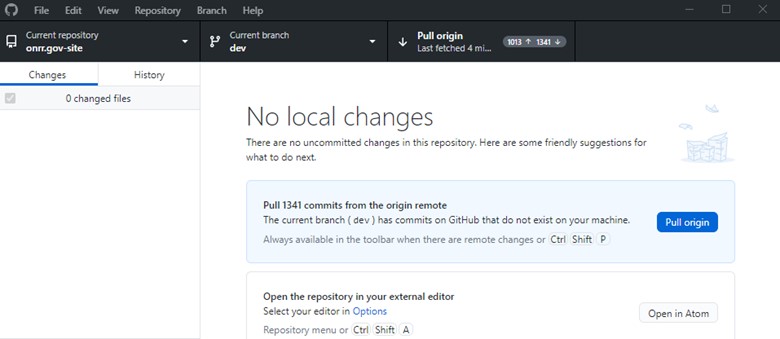 File Edit View Repository Branch Help
Current repository
onrr.gov-site
Current branch
dev
Pull origin
Last fetched 4 mi...
1013 ↑ 1341 ↓
Changes
History
0 changed files
No local changes
There are no uncommitted changes in this repository. Here are some friendly suggestions for
what to do next.
Pull 1341 commits from the origin remote
The current branch ( dev ) has commits on GitHub that do not exist on your machine.
Always available in the toolbar when there are remote changes or Ctrl Shift P
Pull origin
Open the repository in your external editor
Select your editor in Options
Repository menu or Ctrl Shift A
Open in Atom